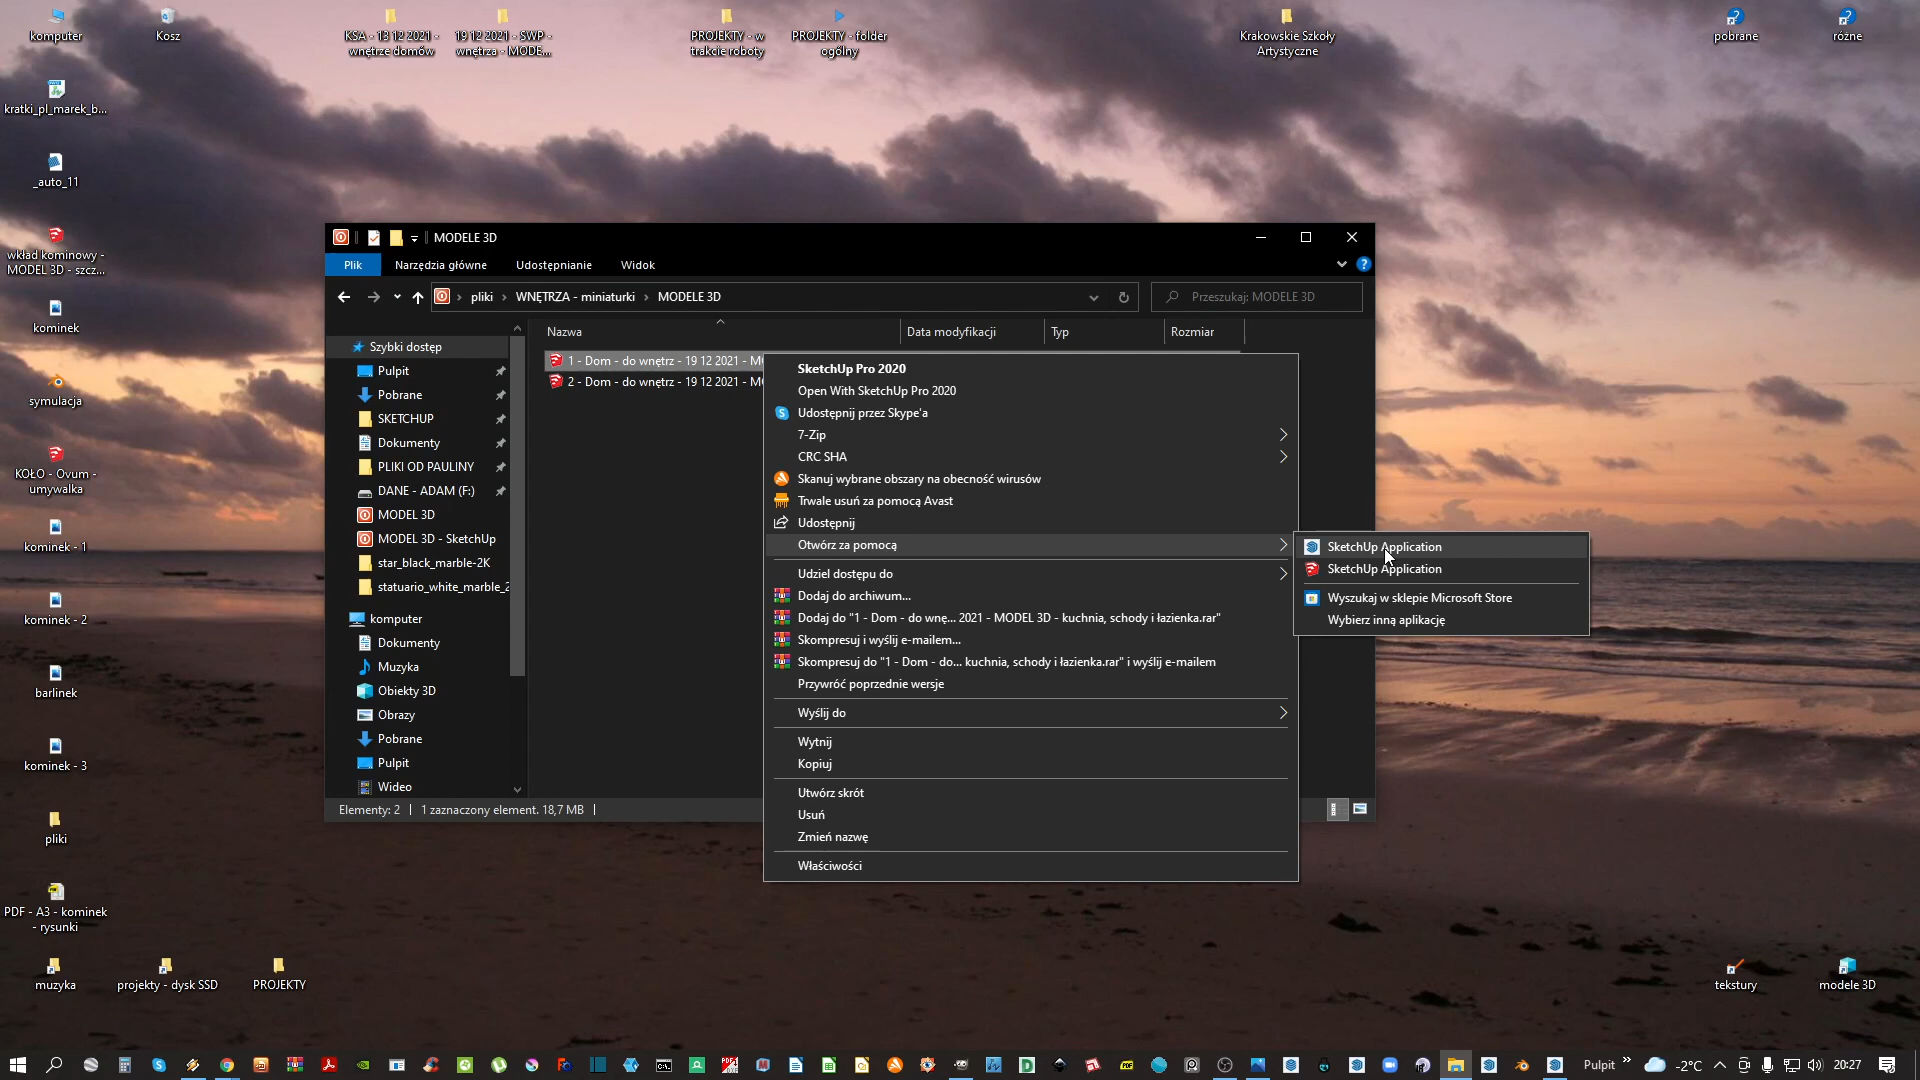 komputer
Kosz
KSA - 13 12 2021 -
wnętrze domów
19 12 2021 - SWP -
wnętrza - MODE...
PROJEKTY - w
trakcie roboty
PROJEKTY - folder
ogólny
Krakowskie Szkoły
Artystyczne
pobrane
różne
kratki_pl_marek_b...
_auto_11
wkład kominowy -
MODEL 3D - szcz...
kominek
symulacja
KOŁO - Ovum -
umywalka
kominek - 1
kominek - 2
barlinek
kominek - 3
pliki
PDF - A3 - kominek
- rysunki
muzyka
projekty - dysk SSD
PROJEKTY
tekstury
modele 3D
MODELE 3D
Plik
Narzędzia główne
Udostępnianie
Widok
pliki
WNĘTRZA - miniaturki
MODELE 3D
Przeszukaj: MODELE 3D
Nazwa
Data modyfikacji
Typ
Rozmiar
Szybki dostęp
Pulpit
Pobrane
SKETCHUP
Dokumenty
PLIKI OD PAULINY
DANE - ADAM (F:)
MODEL 3D
MODEL 3D - SketchUp
star_black_marble-2K
statuario_white_marble_2
komputer
Dokumenty
Muzyka
Obiekty 3D
Obrazy
Pobrane
Pulpit
Wideo
1 - Dom - do wnętrz - 19 12 2021 - MO
2 - Dom - do wnętrz - 19 12 2021 - MO
Elementy: 2
1 zaznaczony element. 18,7 MB
SketchUp Pro 2020
Open With SketchUp Pro 2020
Udostępnij przez Skype'a
7-Zip
CRC SHA
Skanuj wybrane obszary na obecność wirusów
Trwale usuń za pomocą Avast
Udostępnij
Otwórz za pomocą
Udziel dostępu do
Dodaj do archiwum...
Dodaj do "1 - Dom - do wnę... 2021 - MODEL 3D - kuchnia, schody i łazienka.rar"
Skompresuj i wyślij e-mailem...
Skompresuj do "1 - Dom - do... kuchnia, schody i łazienka.rar" i wyślij e-mailem
Przywróć poprzednie wersje
Wyślij do
Wytnij
Kopiuj
Utwórz skrót
Usuń
Zmień nazwę
Właściwości
SketchUp Application
SketchUp Application
Wyszukaj w sklepie Microsoft Store
Wybierz inną aplikację
Pulpit
-2°C
20:27